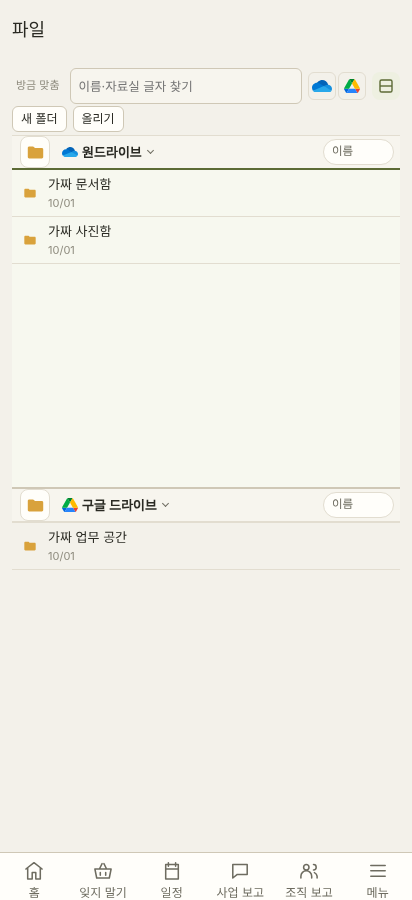 파일
방금 맞춤
이름·자료실 글자 찾기
새 폴더
올리기
원드라이브
이름
가짜 문서함
10/01
가짜 사진함
10/01
구글 드라이브
이름
가짜 업무 공간
10/01
홈
잊지 말기
일정
사업 보고
조직 보고
메뉴